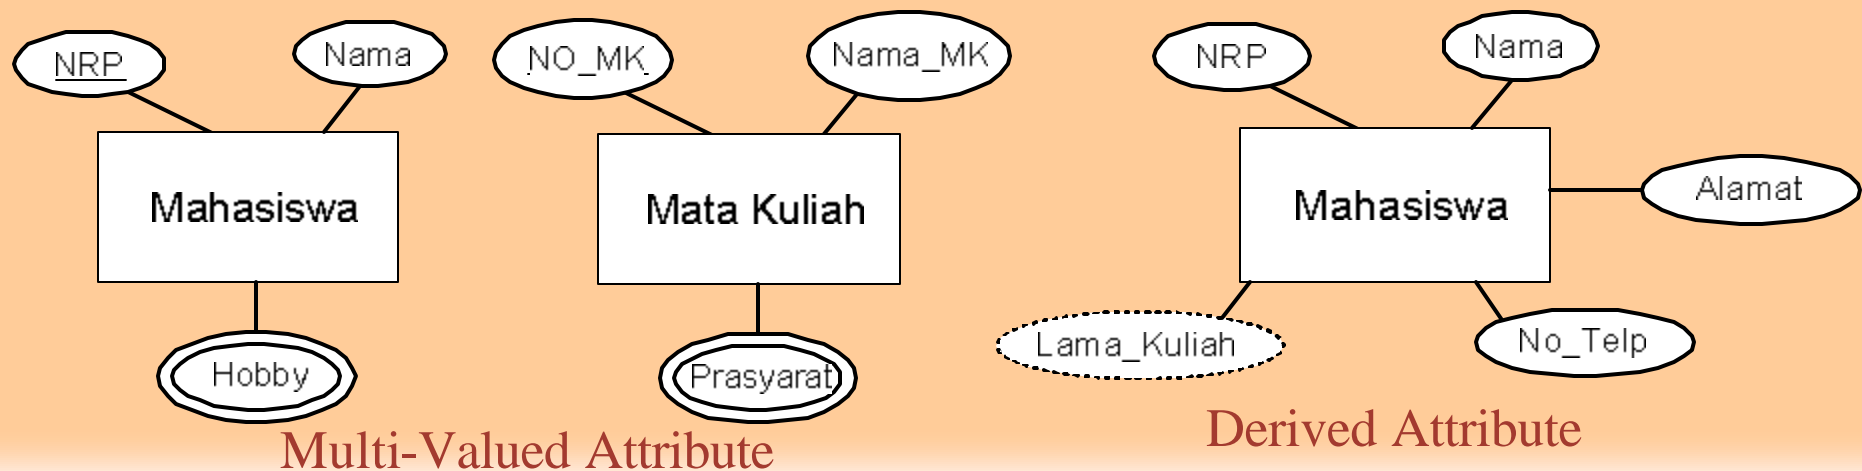 NRP
Nama
Mahasiswa
Hobby
NO_MK
Nama_MK
Mata Kuliah
Prasyarat
Multi-Valued Attribute
NRP
Nama
Mahasiswa
Alamat
Lama_Kuliah
No_Telp
Derived Attribute